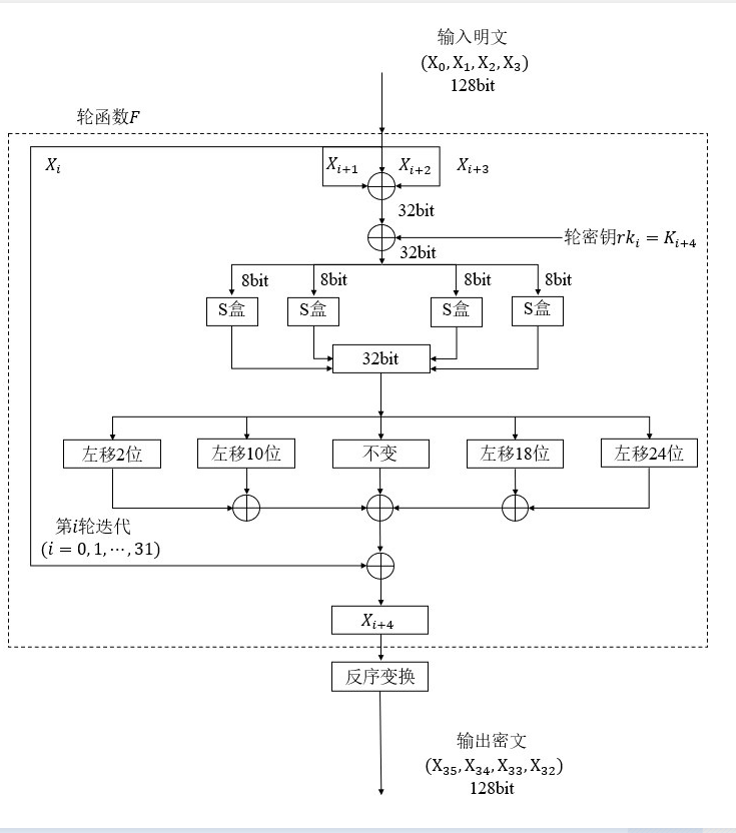 输入明文
(X₀, X₁, X₂, X₃)
128bit
轮函数F
Xᵢ
Xᵢ₊₁
Xᵢ₊₂
Xᵢ₊₃
32bit
轮密钥rkᵢ = Kᵢ₊₄
32bit
8bit
8bit
8bit
8bit
S盒
S盒
S盒
S盒
32bit
左移2位
左移10位
不变
左移18位
左移24位
第i轮迭代
(i = 0, 1, ⋯, 31)
Xᵢ₊₄
反序变换
输出密文
(X₃₅, X₃₄, X₃₃, X₃₂)
128bit